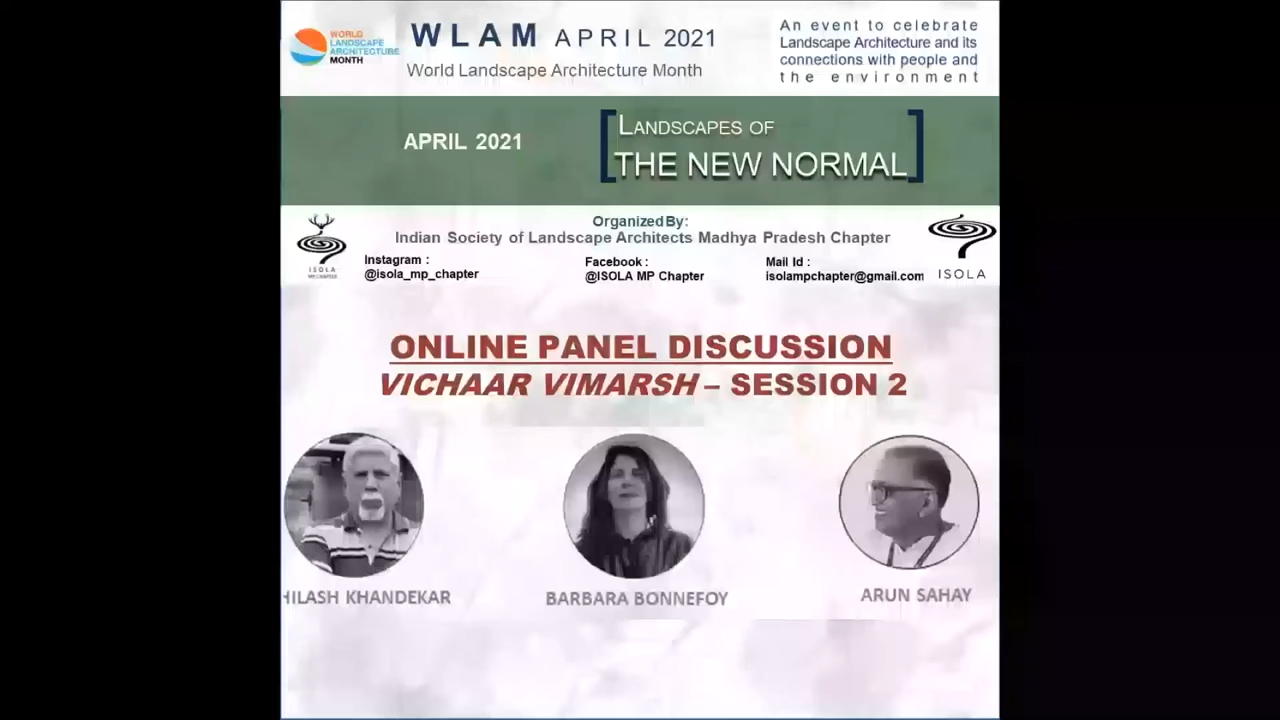 WORLD
LANDSCAPE
ARCHITECTURE
MONTH
WLAM APRIL 2021
World Landscape Architecture Month
An event to celebrate
Landscape Architecture and its
connections with people and
the environment
APRIL 2021
[LANDSCAPES OF
THE NEW NORMAL]
Organized By:
Indian Society of Landscape Architects Madhya Pradesh Chapter
ISOLA
MP CHAPTER
Instagram :
@isola_mp_chapter
Facebook :
@ISOLA MP Chapter
Mail Id :
isolampchapter@gmail.com
ISOLA
ONLINE PANEL DISCUSSION
VICHAAR VIMARSH – SESSION 2
HILASH KHANDEKAR
BARBARA BONNEFOY
ARUN SAHAY